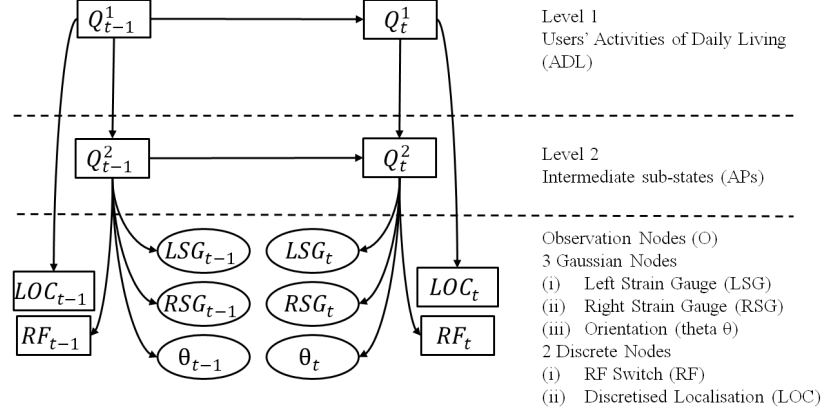 Q¹ₜ₋₁ Q¹ₜ
Level 1
Users' Activities of Daily Living
(ADL)
Q²ₜ₋₁ Q²ₜ
Level 2
Intermediate sub-states (APs)
LSGₜ₋₁ LSGₜ
LOCₜ₋₁ RSGₜ₋₁ RSGₜ LOCₜ
RFₜ₋₁ θₜ₋₁ θₜ RFₜ
Observation Nodes (O)
3 Gaussian Nodes
(i) Left Strain Gauge (LSG)
(ii) Right Strain Gauge (RSG)
(iii) Orientation (theta θ)
2 Discrete Nodes
(i) RF Switch (RF)
(ii) Discretised Localisation (LOC)